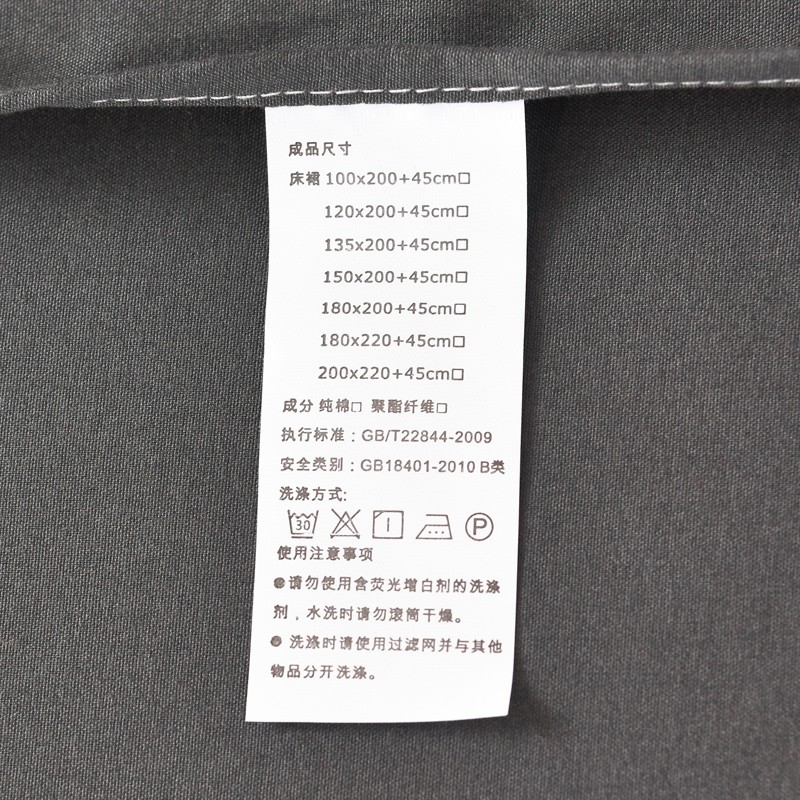 成品尺寸
床裙 100x200+45cm□
120x200+45cm□
135x200+45cm□
150x200+45cm□
180x200+45cm□
180x220+45cm□
200x220+45cm□
成分 纯棉□ 聚酯纤维□
执行标准：GB/T22844-2009
安全类别：GB18401-2010 B类
洗涤方式:
30 P
使用注意事项
●请勿使用含荧光增白剂的洗涤
剂，水洗时请勿滚筒干燥。
● 洗涤时请使用过滤网并与其他
物品分开洗涤。